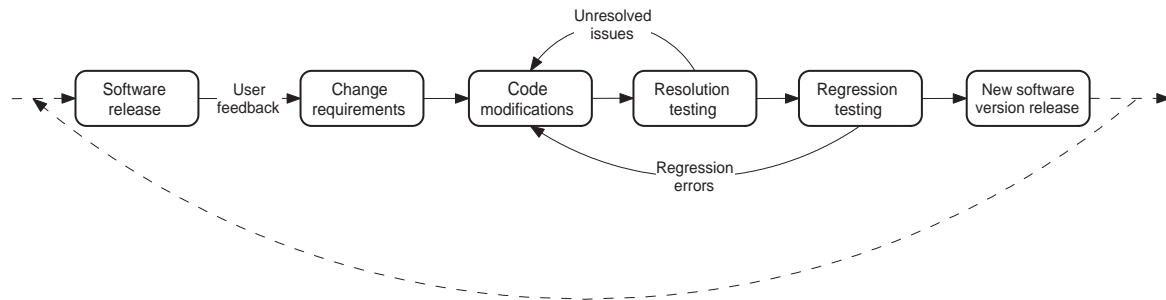 Unresolved
issues
Software
release
User
feedback
Change
requirements
Code
modifications
Resolution
testing
Regression
testing
New software
version release
Regression
errors